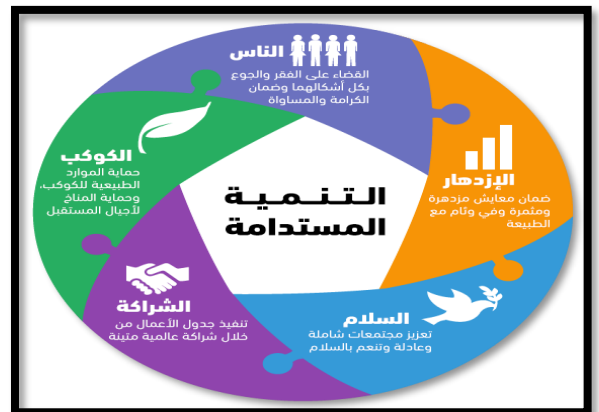 الناس
القضاء على الفقر والجوع
بكل أشكالهما وضمان
الكرامة والمساواة
الإزدهار
ضمان معايش مزدهرة
ومثمرة وفي وئام مع
الطبيعة
السلام
تعزيز مجتمعات شاملة
وعادلة وتنعم بالسلام
الشراكة
تنفيذ جدول الأعمال من
خلال شراكة عالمية متينة
الكوكب
حماية الموارد
الطبيعية للكوكب،
وحماية المناخ
لأجيال المستقبل
التنمية
المستدامة